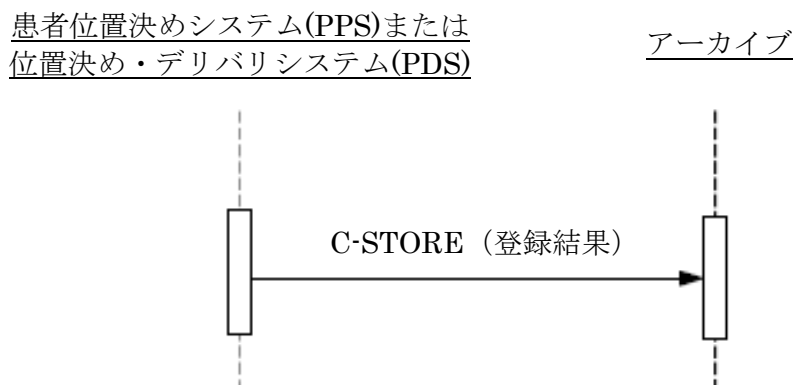 患者位置決めシステム(PPS)または
位置決め・デリバリシステム(PDS)
アーカイブ
C-STORE（登録結果）